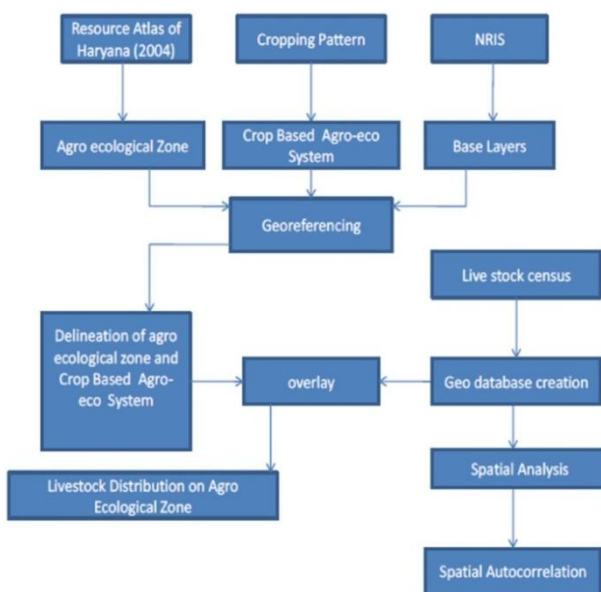 Resource Atlas of
Haryana (2004)
Cropping Pattern
NRIS
Agro ecological Zone
Crop Based Agro-eco
System
Base Layers
Georeferencing
Live stock census
Delineation of agro
ecological zone and
Crop Based Agro-
eco System
overlay
Geo database creation
Livestock Distribution on Agro
Ecological Zone
Spatial Analysis
Spatial Autocorrelation